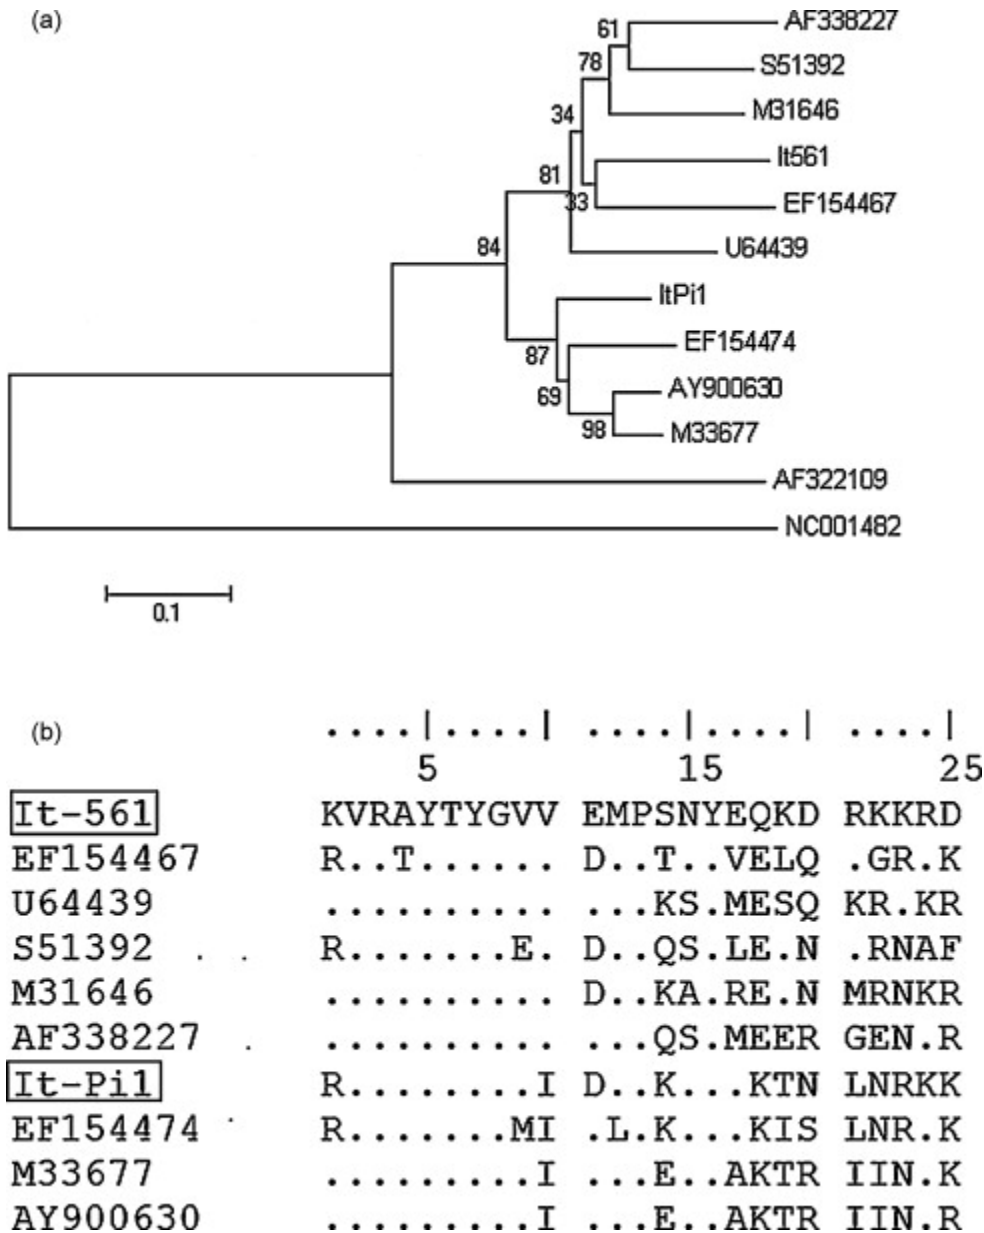 (a)
AF338227
61
S51392
78
M31646
34
It561
81
33
EF154467
U64439
84
ItPi1
EF154474
87
AY900630
69
98
M33677
AF322109
NC001482
0.1
(b)
....|....| ....|....| ....|
5 15 25
It-561 KVRAYTYGVV EMPSNYEQKD RKKRD
EF154467 R..T...... D..T..VELQ .GR.K
U64439 .......... ...KS.MESQ KR.KR
S51392 R.......E. D..QS.LE.N .RNAF
M31646 .......... D..KA.RE.N MRNKR
AF338227 .......... ...QS.MEER GEN.R
It-Pi1 R........I D..K...KTN LNRKK
EF154474 R.......MI .L.K...KIS LNR.K
M33677 .........I ...E..AKTR IIN.K
AY900630 .........I ...E..AKTR IIN.R